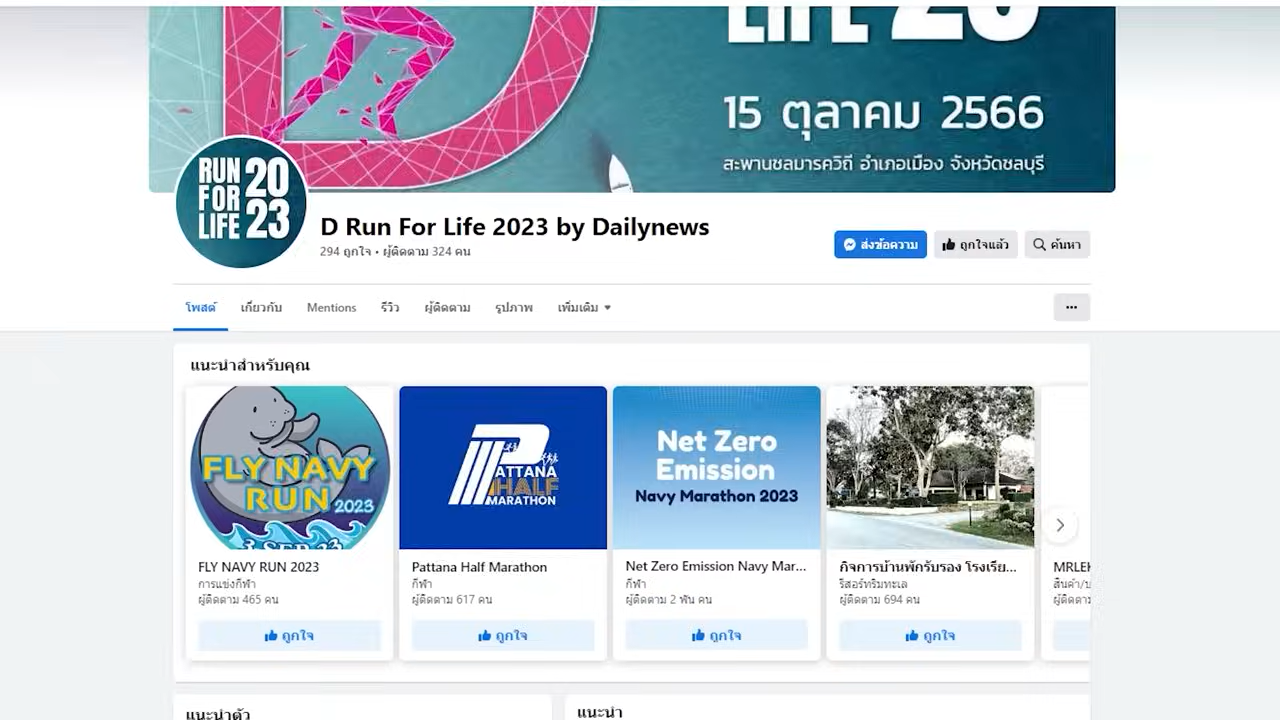 15 ตุลาคม 2566
สะพานชลมารควิถี อำเภอเมือง จังหวัดชลบุรี
RUN FOR LIFE 2023
D Run For Life 2023 by Dailynews
294 ถูกใจ • ผู้ติดตาม 324 คน
ส่งข้อความ
ถูกใจแล้ว
ค้นหา
โพสต์ เกี่ยวกับ Mentions รีวิว ผู้ติดตาม รูปภาพ เพิ่มเติม
แนะนำสำหรับคุณ
FLY NAVY
RUN 2023
PATTANA
HALF
MARATHON
Net Zero
Emission
Navy Marathon 2023
FLY NAVY RUN 2023
การแข่งกีฬา
ผู้ติดตาม 465 คน
ถูกใจ
Pattana Half Marathon
กีฬา
ผู้ติดตาม 617 คน
ถูกใจ
Net Zero Emission Navy Mar...
กีฬา
ผู้ติดตาม 2 พัน คน
ถูกใจ
กิจการบ้านพักรับรอง โรงเรีย...
รีสอร์ทริมทะเล
ผู้ติดตาม 694 คน
ถูกใจ
แนะนำตัว
แนะนำ